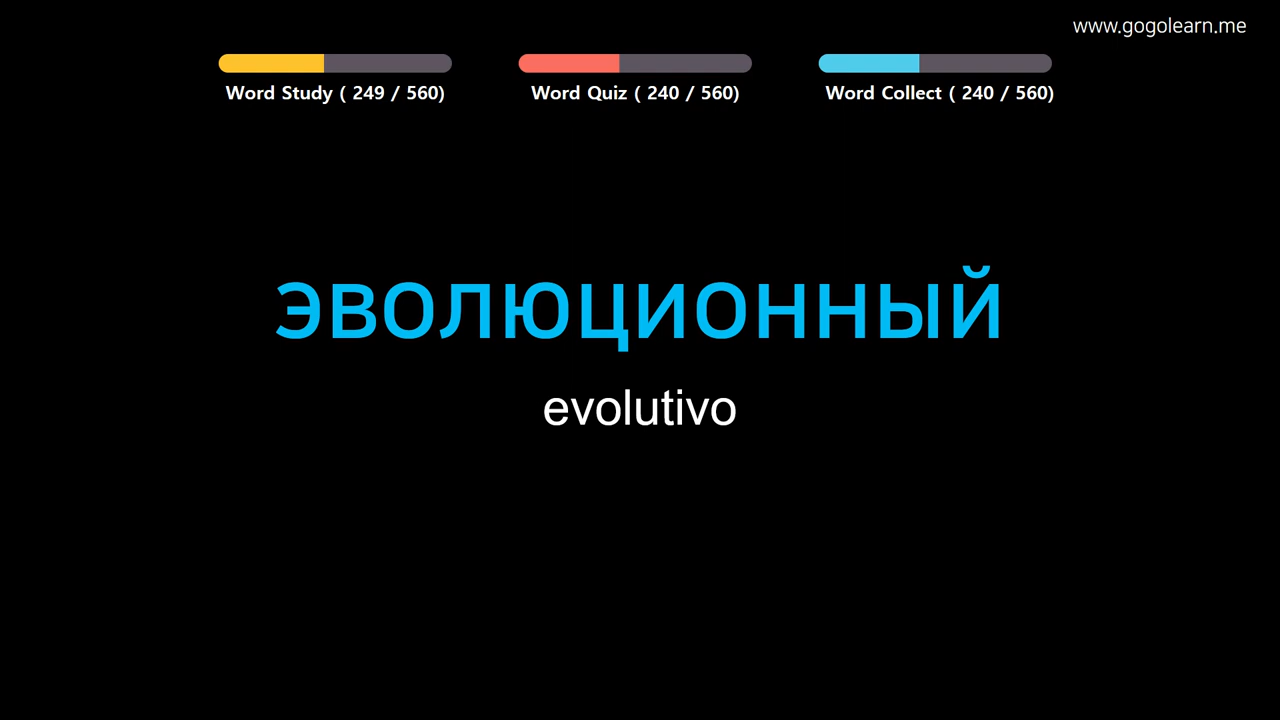 www.gogolearn.me
Word Study ( 249 / 560)
Word Quiz ( 240 / 560)
Word Collect ( 240 / 560)
эволюционный
evolutivo